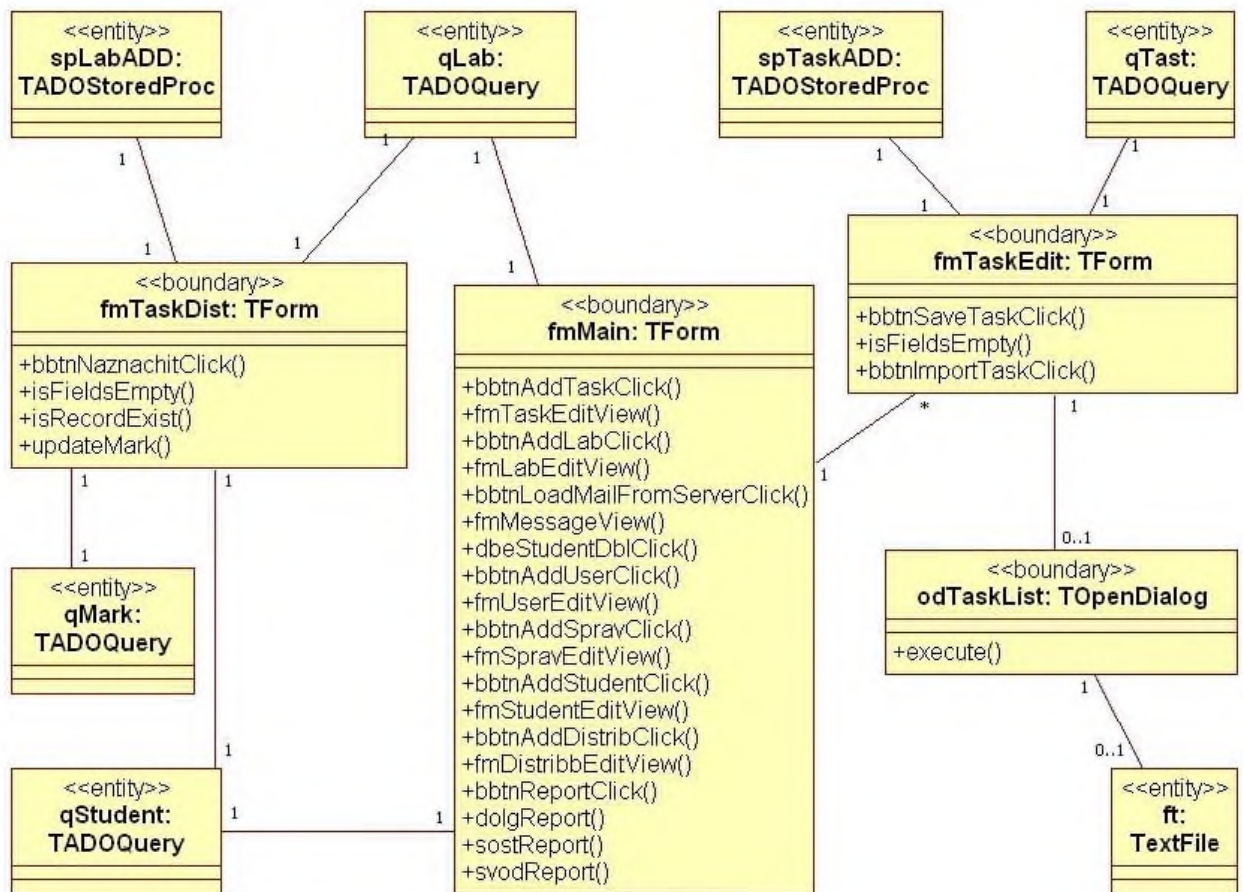 <<entity>>
spLabADD:
TADOStoredProc
<<entity>>
qLab:
TADOQuery
<<entity>>
spTaskADD:
TADOStoredProc
<<entity>>
qTast:
TADOQuery
1
1
1
1
1
1
1
1
1
1
<<boundary>>
fmTaskDist: TForm
+bbtnNaznachitClick()
+isFieldsEmpty()
+isRecordExist()
+updateMark()
<<boundary>>
fmMain: TForm
+bbtnAddTaskClick()
+fmTaskEditView()
+bbtnAddLabClick()
+fmLabEditView()
+bbtnLoadMailFromServerClick()
+fmMessageView()
+dbeStudentDblClick()
+bbtnAddUserClick()
+fmUserEditView()
+bbtnAddSpravClick()
+fmSpravEditView()
+bbtnAddStudentClick()
+fmStudentEditView()
+bbtnAddDistribClick()
+fmDistribbEditView()
+bbtnReportClick()
+dolgReport()
+sostReport()
+svodReport()
<<boundary>>
fmTaskEdit: TForm
+bbtnSaveTaskClick()
+isFieldsEmpty()
+bbtnImportTaskClick()
*
1
1
0..1
1
1
1
1
<<entity>>
qMark:
TADOQuery
<<boundary>>
odTaskList: TOpenDialog
+execute()
1
0..1
<<entity>>
qStudent:
TADOQuery
1
1
<<entity>>
ft:
TextFile